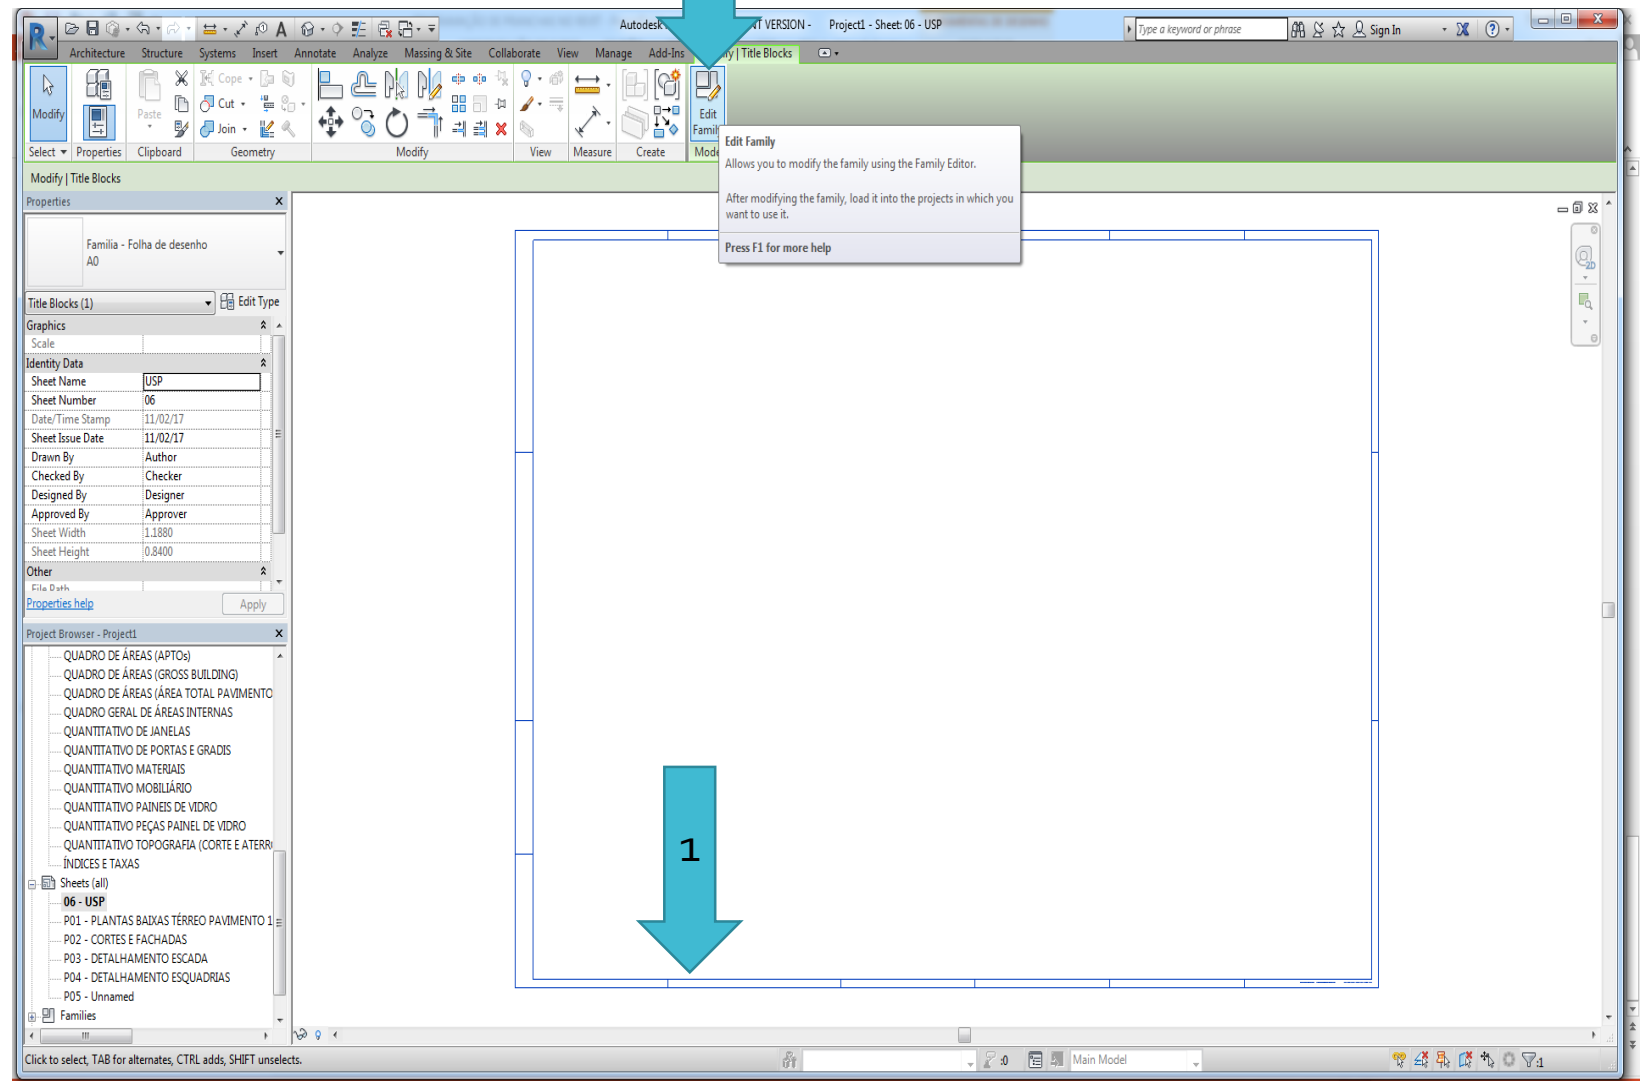 Autodesk
NT VERSION -
Project1 - Sheet: 06 - USP
Type a keyword or phrase
Sign In
Architecture Structure Systems Insert Annotate Analyze Massing & Site Collaborate View Manage Add-Ins
y | Title Blocks
Modify
Paste
Cope
Cut
Join
Edit
Family
Select Properties Clipboard Geometry Modify View Measure Create Mode
Edit Family
Allows you to modify the family using the Family Editor.
After modifying the family, load it into the projects in which you
want to use it.
Press F1 for more help
Modify | Title Blocks
Properties
Familia - Folha de desenho
A0
Title Blocks (1)
Edit Type
Graphics
Scale
Identity Data
Sheet Name USP
Sheet Number 06
Date/Time Stamp 11/02/17
Sheet Issue Date 11/02/17
Drawn By Author
Checked By Checker
Designed By Designer
Approved By Approver
Sheet Width 1.1880
Sheet Height 0.8400
Other
File Path
Properties help
Apply
Project Browser - Project1
QUADRO DE ÁREAS (APTOs)
QUADRO DE ÁREAS (GROSS BUILDING)
QUADRO DE ÁREAS (ÁREA TOTAL PAVIMENTO
QUADRO GERAL DE ÁREAS INTERNAS
QUANTITATIVO DE JANELAS
QUANTITATIVO DE PORTAS E GRADIS
QUANTITATIVO MATERIAIS
QUANTITATIVO MOBILIÁRIO
QUANTITATIVO PAINEIS DE VIDRO
QUANTITATIVO PEÇAS PAINEL DE VIDRO
QUANTITATIVO TOPOGRAFIA (CORTE E ATERR
ÍNDICES E TAXAS
Sheets (all)
06 - USP
P01 - PLANTAS BAIXAS TÉRREO PAVIMENTO 1
P02 - CORTES E FACHADAS
P03 - DETALHAMENTO ESCADA
P04 - DETALHAMENTO ESQUADRIAS
P05 - Unnamed
Families
2D
1
Click to select, TAB for alternates, CTRL adds, SHIFT unselects.
:0
Main Model
:1